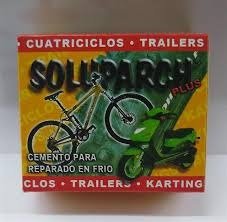 CUATRICICLOS • TRAILERS
SOLUPARCH
PLUS
CEMENTO PARA
REPARADO EN FRIO
CLOS • TRAILERS • KARTING